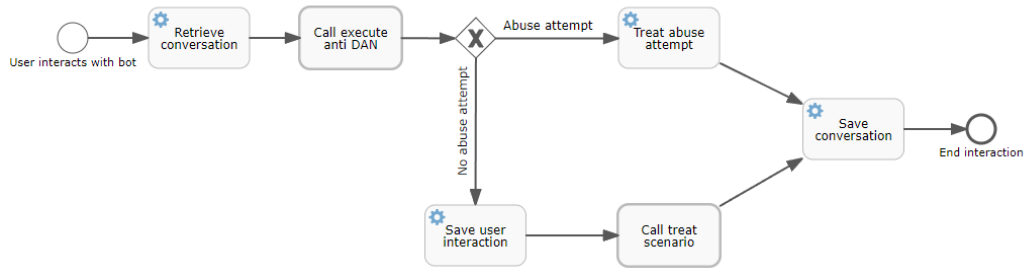 User interacts with bot
Retrieve
conversation
Call execute
anti DAN
X
Abuse attempt
No abuse attempt
Treat abuse
attempt
Save user
interaction
Call treat
scenario
Save
conversation
End interaction